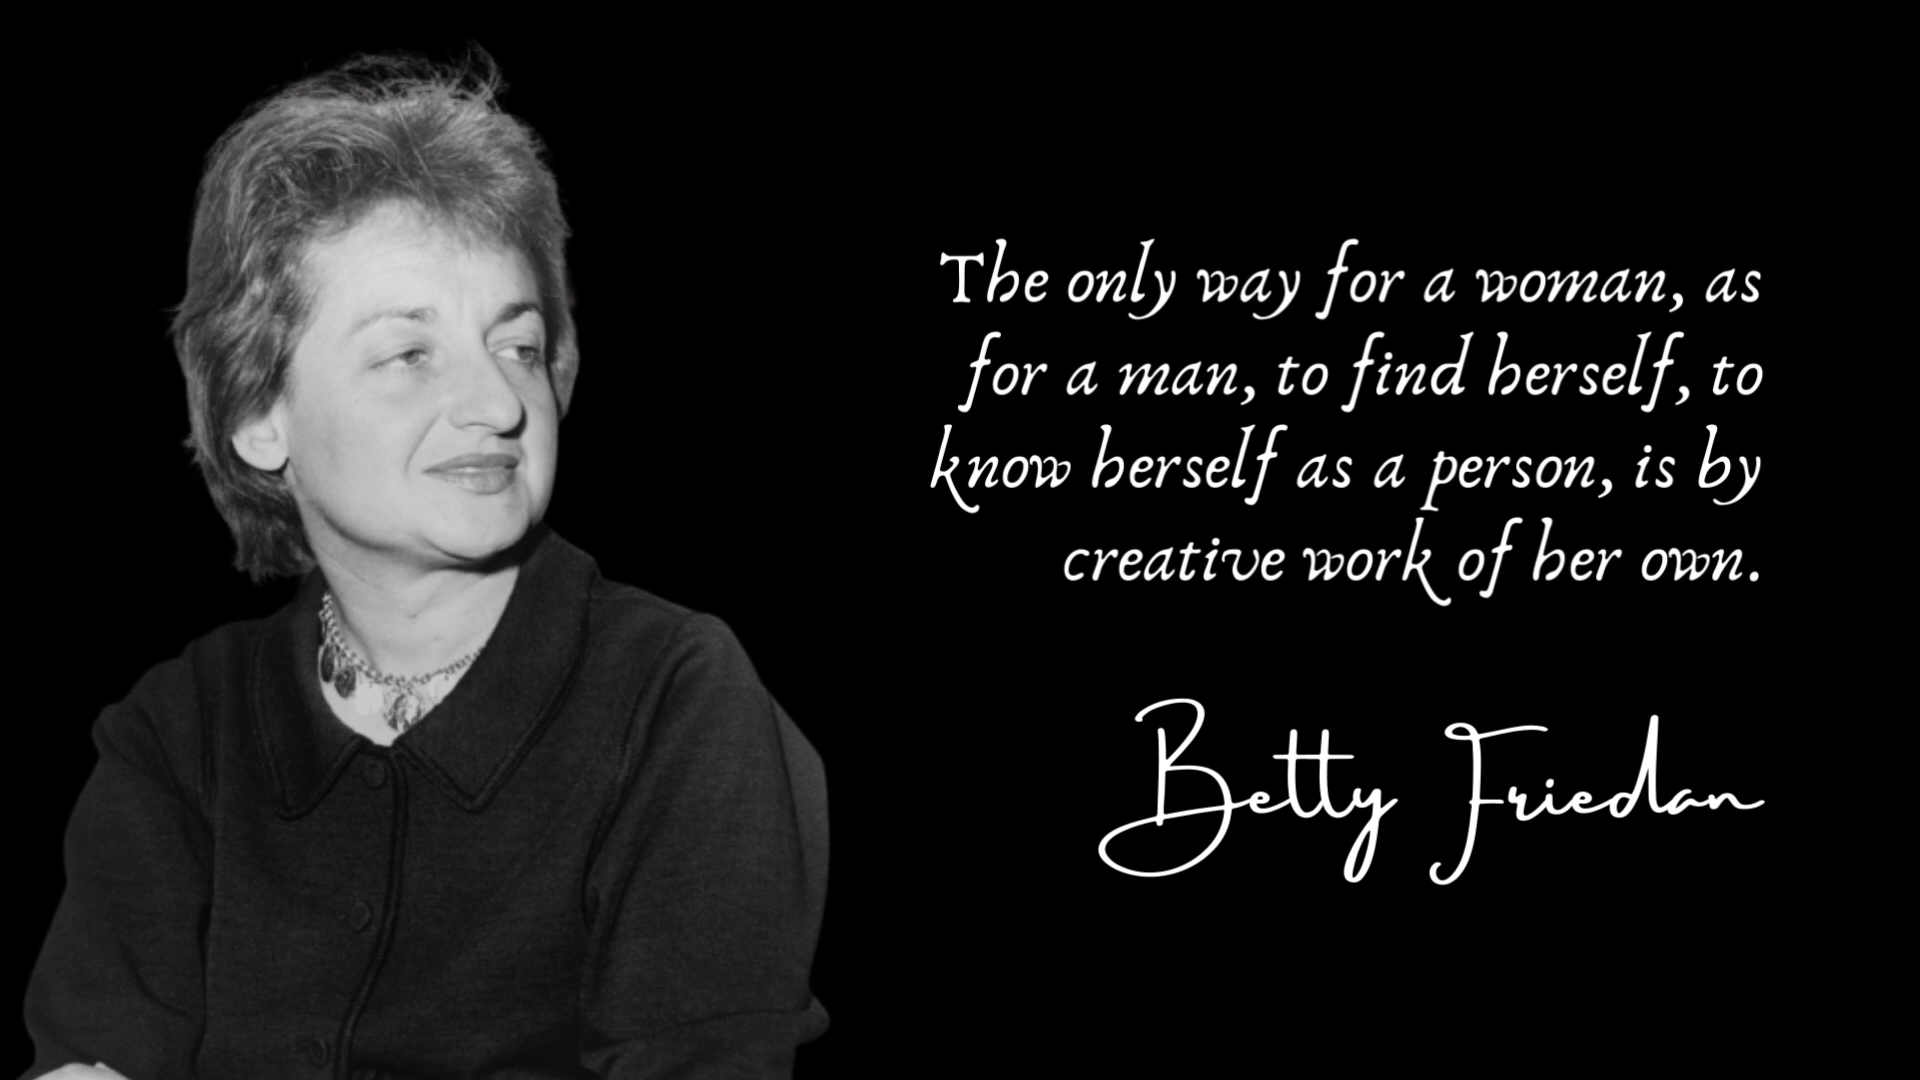 The only way for a woman, as
for a man, to find herself, to
know herself as a person, is by
creative work of her own.
Betty Friedan